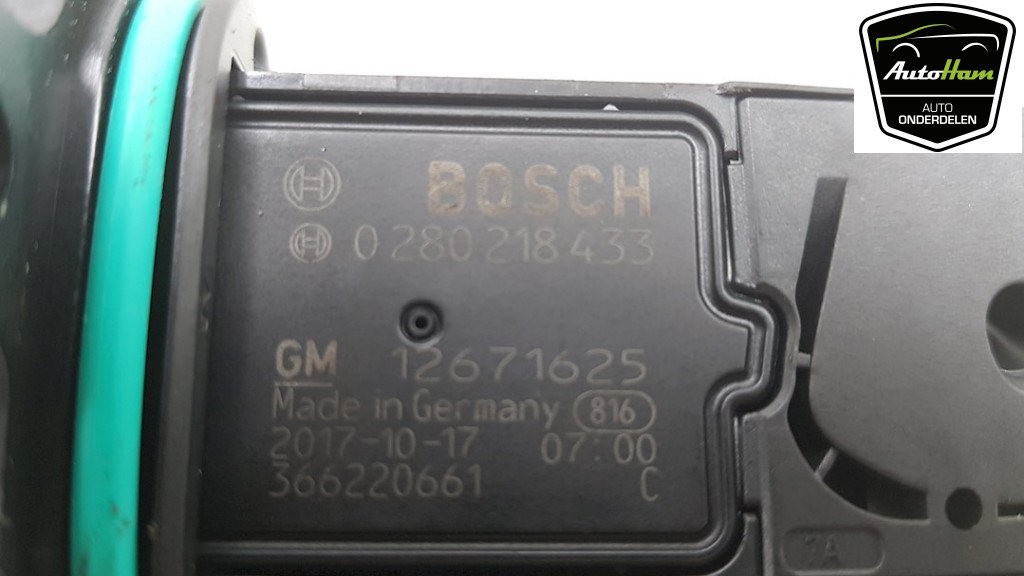 AutoHam
AUTO
ONDERDELEN
BOSCH
0 280 218 433
GM 12671625
Made in Germany 816
2017-10-17 07:00
366220661 C